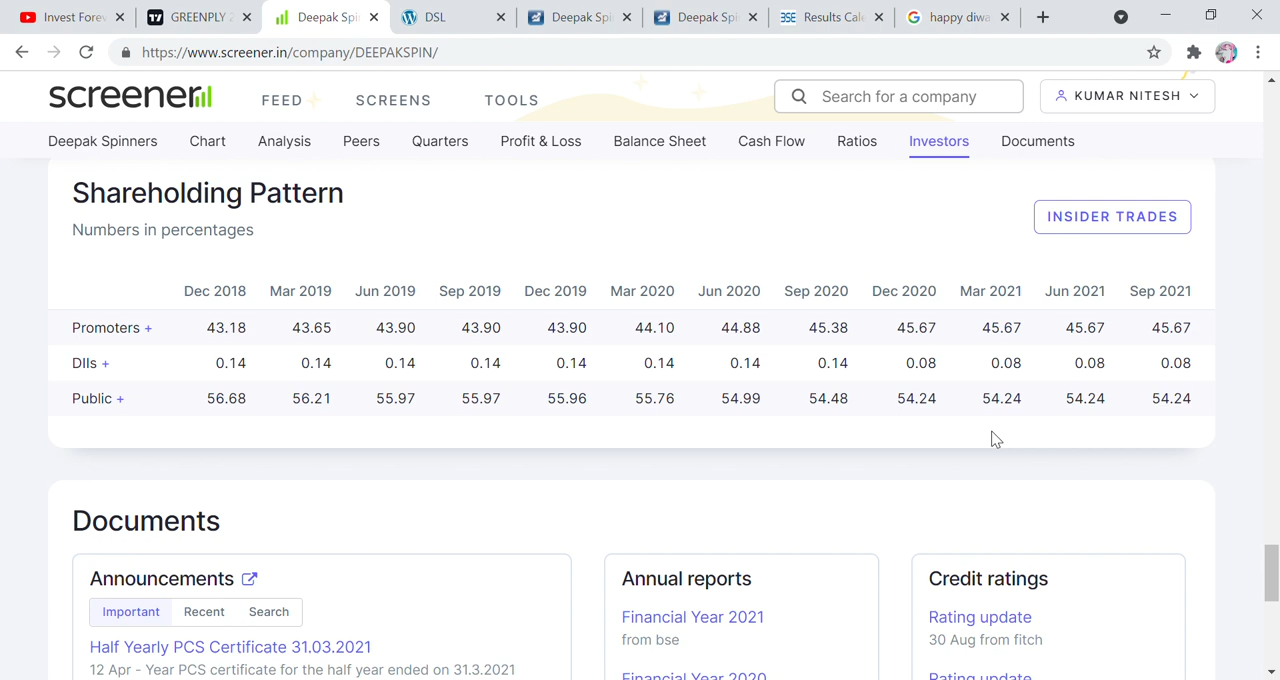 Invest Forev
GREENPLY 2
Deepak Spi
DSL
Deepak Spi
Deepak Spi
BSE Results Cale
happy diwa
https://www.screener.in/company/DEEPAKSPIN/
screener
FEED SCREENS TOOLS
Search for a company
KUMAR NITESH
Deepak Spinners Chart Analysis Peers Quarters Profit & Loss Balance Sheet Cash Flow Ratios Investors Documents
Shareholding Pattern
Numbers in percentages
INSIDER TRADES
Dec 2018 Mar 2019 Jun 2019 Sep 2019 Dec 2019 Mar 2020 Jun 2020 Sep 2020 Dec 2020 Mar 2021 Jun 2021 Sep 2021
Promoters + 43.18 43.65 43.90 43.90 43.90 44.10 44.88 45.38 45.67 45.67 45.67 45.67
DIIs + 0.14 0.14 0.14 0.14 0.14 0.14 0.14 0.14 0.08 0.08 0.08 0.08
Public + 56.68 56.21 55.97 55.97 55.96 55.76 54.99 54.48 54.24 54.24 54.24 54.24
Documents
Announcements
Important Recent Search
Half Yearly PCS Certificate 31.03.2021
12 Apr - Year PCS certificate for the half year ended on 31.3.2021
Annual reports
Financial Year 2021
from bse
Financial Year 2020
Credit ratings
Rating update
30 Aug from fitch
Rating update